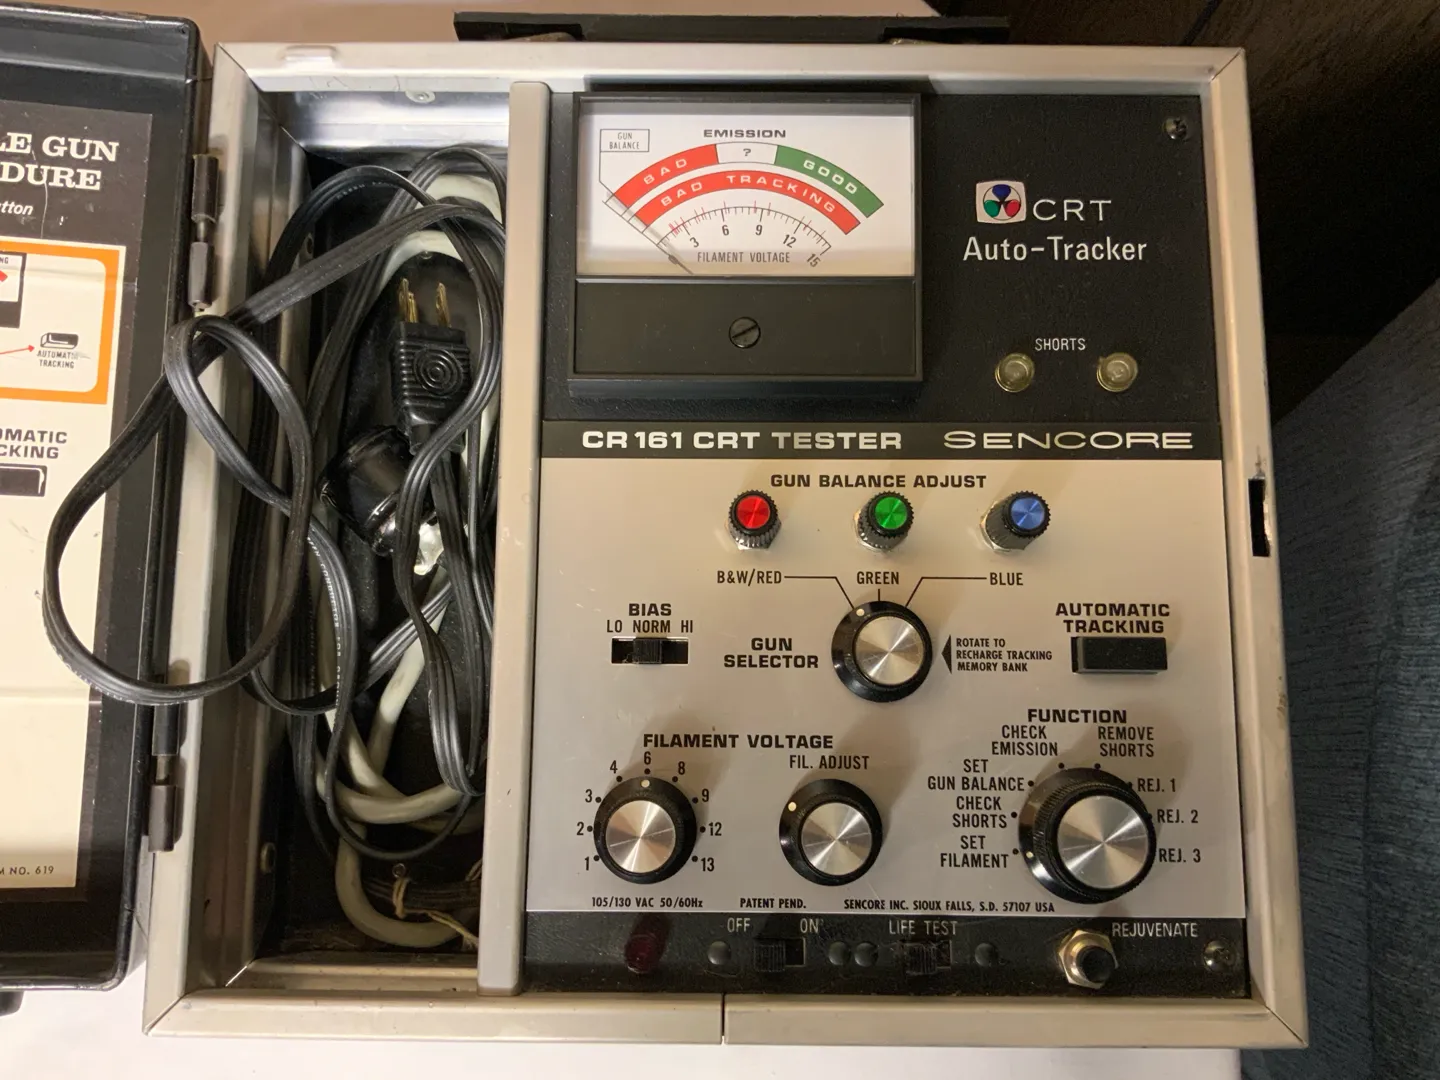 LE GUN
DURE
tton
NG
AUTOMATIC
TRACKING
OMATIC
CKING
M NO. 619
GUN
BALANCE
EMISSION
BAD
?
GOOD
BAD TRACKING
3
6
9
12
15
FILAMENT VOLTAGE
CRT
Auto-Tracker
SHORTS
CR161 CRT TESTER
SENCORE
GUN BALANCE ADJUST
B&W/RED
GREEN
BLUE
BIAS
LO NORM HI
GUN
SELECTOR
ROTATE TO
RECHARGE TRACKING
MEMORY BANK
AUTOMATIC
TRACKING
FILAMENT VOLTAGE
1
2
3
4
6
8
9
12
13
FIL. ADJUST
FUNCTION
SET
FILAMENT
CHECK
SHORTS
SET
GUN BALANCE
CHECK
EMISSION
REMOVE
SHORTS
REJ. 1
REJ. 2
REJ. 3
105/130 VAC 50/60Hz
PATENT PEND.
SENCORE INC. SIOUX FALLS, S.D. 57107 USA
OFF
ON
LIFE TEST
REJUVENATE